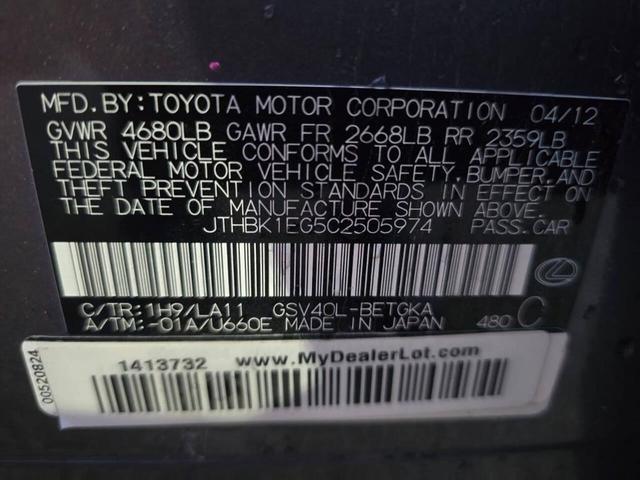 MFD. BY: TOYOTA MOTOR CORPORATION 04/12
GVWR 4680LB GAWR FR 2668LB RR 2359LB
THIS VEHICLE CONFORMS TO ALL APPLICABLE
FEDERAL MOTOR VEHICLE SAFETY, BUMPER, AND
THEFT PREVENTION STANDARDS IN EFFECT ON
THE DATE OF MANUFACTURE SHOWN ABOVE.
JTHBK1EG5C2505974 PASS. CAR
C/TR: 1H9/LA11 GSV40L-BETGKA
A/TM: -01A/U660E MADE IN JAPAN 480 C
00520824
1413732 www.MyDealerLot.com